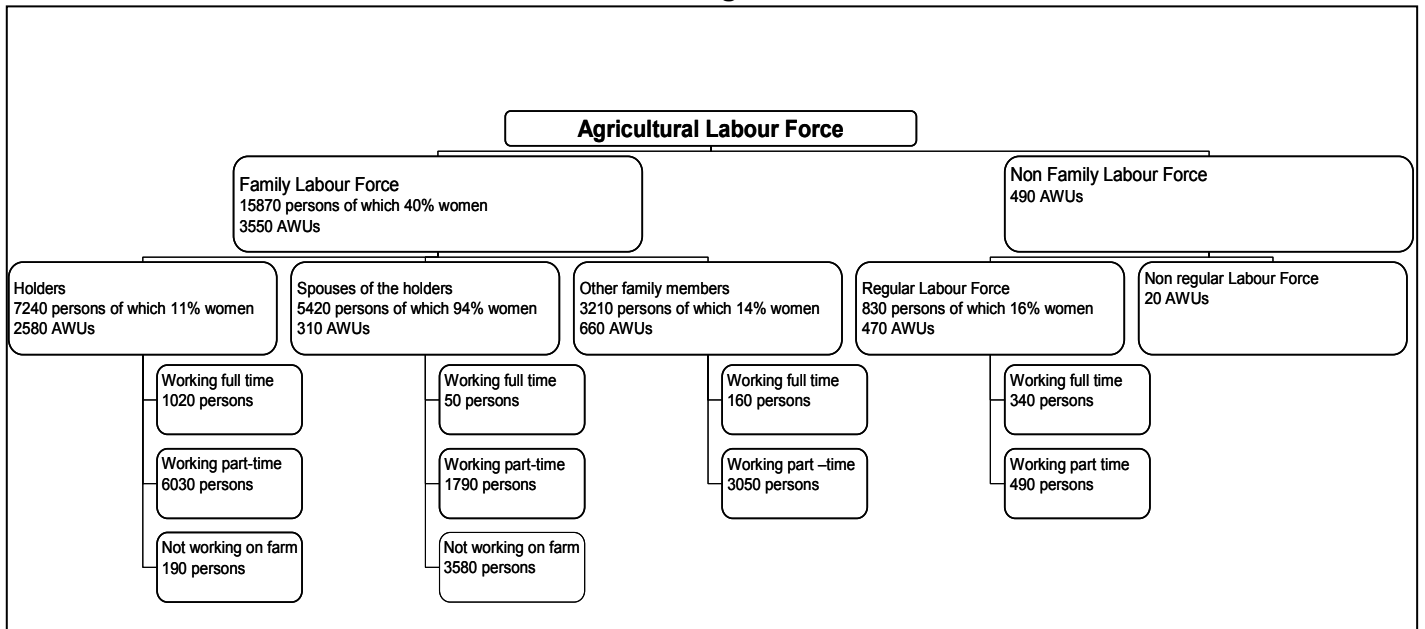 Agricultural Labour Force
Family Labour Force
15870 persons of which 40% women
3550 AWUs
Non Family Labour Force
490 AWUs
Holders
7240 persons of which 11% women
2580 AWUs
Spouses of the holders
5420 persons of which 94% women
310 AWUs
Other family members
3210 persons of which 14% women
660 AWUs
Regular Labour Force
830 persons of which 16% women
470 AWUs
Non regular Labour Force
20 AWUs
Working full time
1020 persons
Working full time
50 persons
Working full time
160 persons
Working full time
340 persons
Working part-time
6030 persons
Working part-time
1790 persons
Working part –time
3050 persons
Working part time
490 persons
Not working on farm
190 persons
Not working on farm
3580 persons